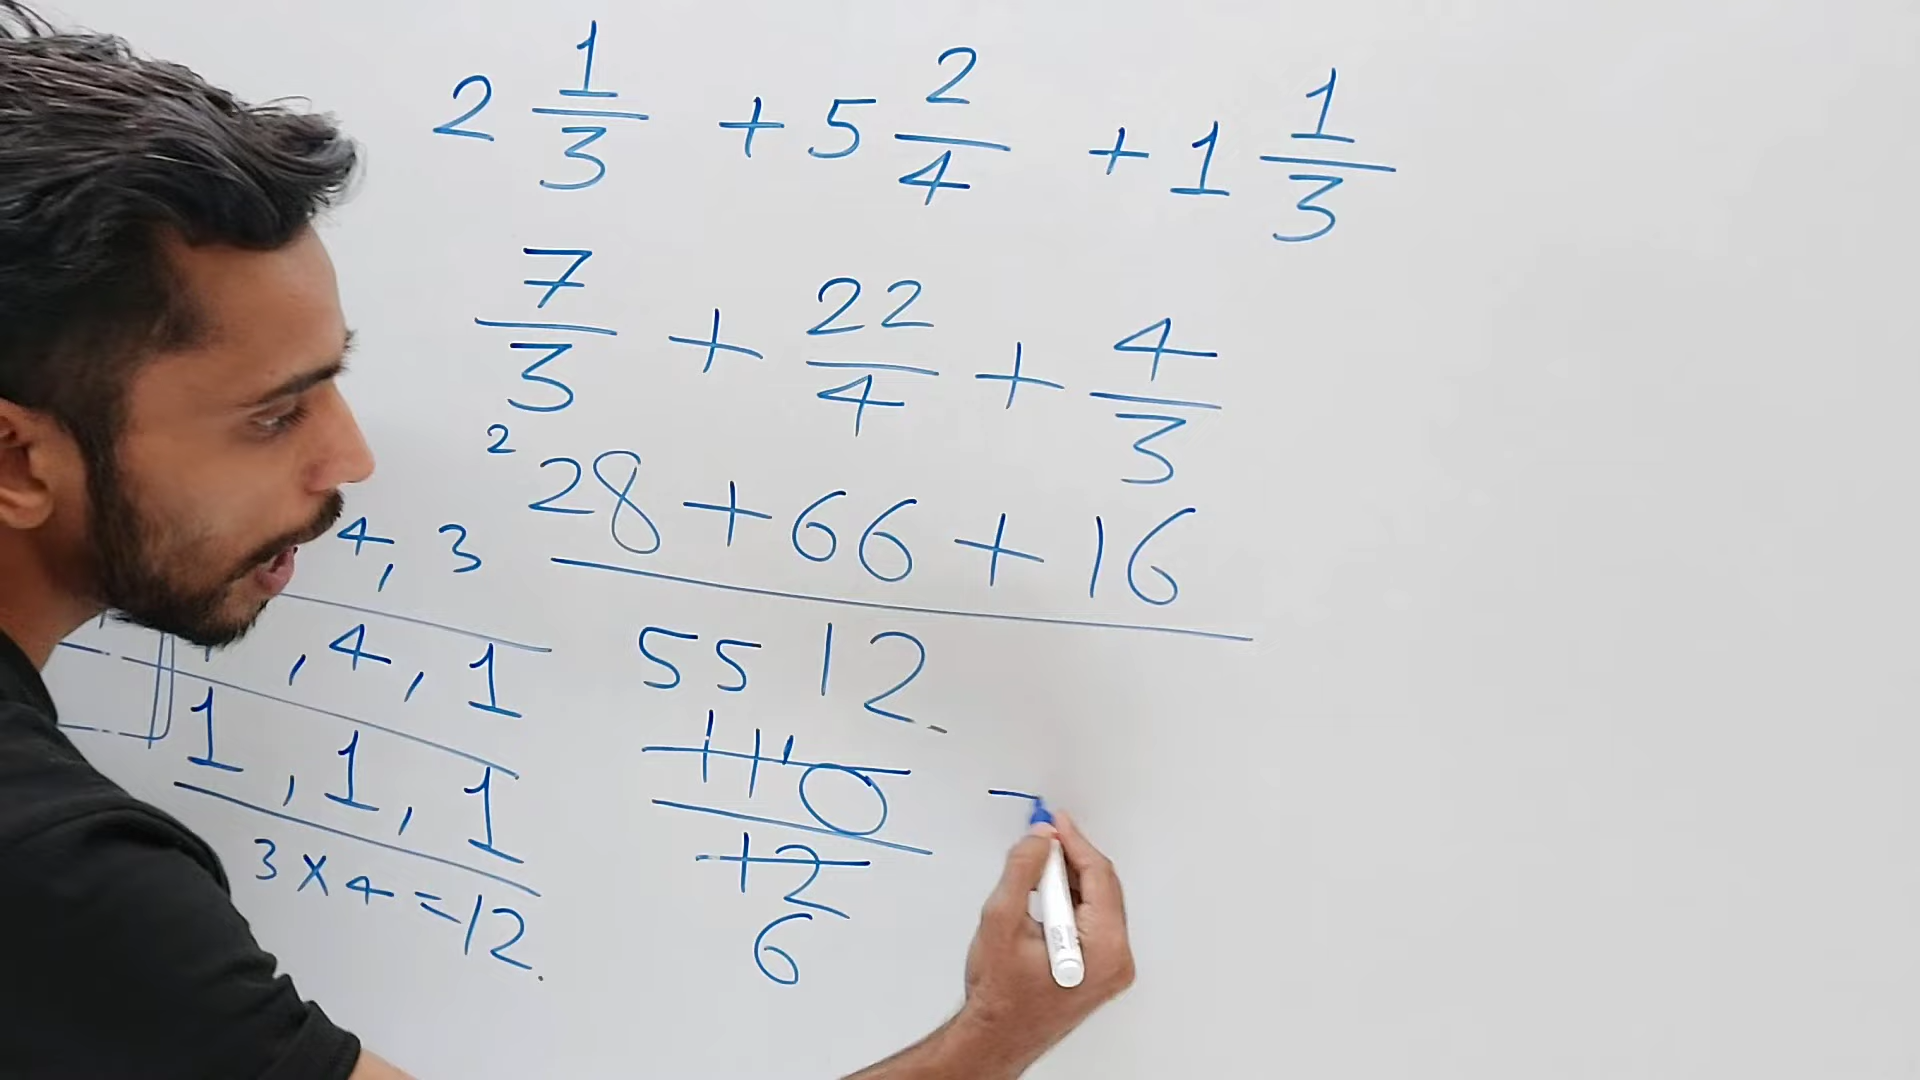 2 1/3 + 5 2/4 + 1 1/3
7/3 + 22/4 + 4/3
2
28 + 66 + 16
12
4, 3
, 4, 1
1, 1, 1
3 x 4 = 12.
55
110
12
6